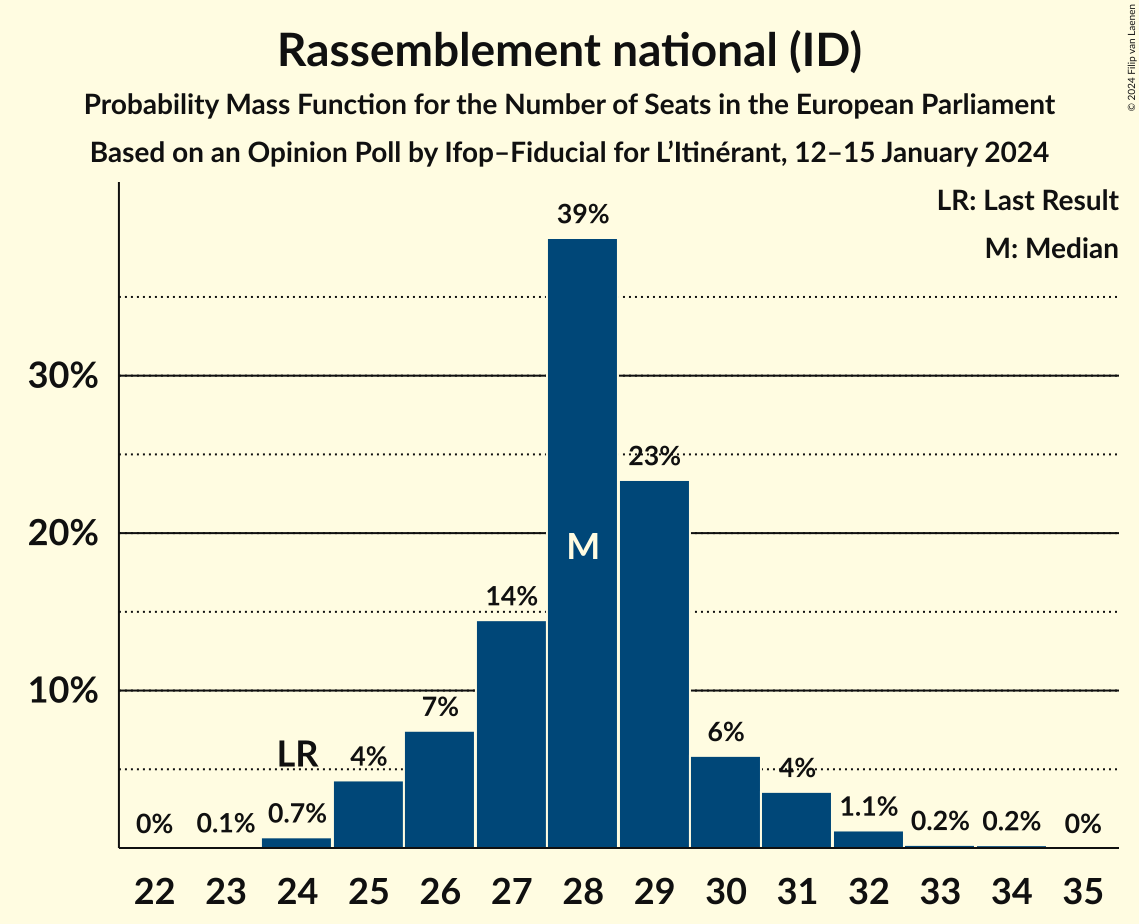 Rassemblement national (ID)
Probability Mass Function for the Number of Seats in the European Parliament
Based on an Opinion Poll by Ifop–Fiducial for L’Itinérant, 12–15 January 2024
© 2024 Filip van Laenen
LR: Last Result
M: Median
39%
30%
23%
20%
M
14%
10%
7%
6%
LR
4%
4%
0%
0.1%
0.7%
1.1%
0.2%
0.2%
0%
22 23 24 25 26 27 28 29 30 31 32 33 34 35